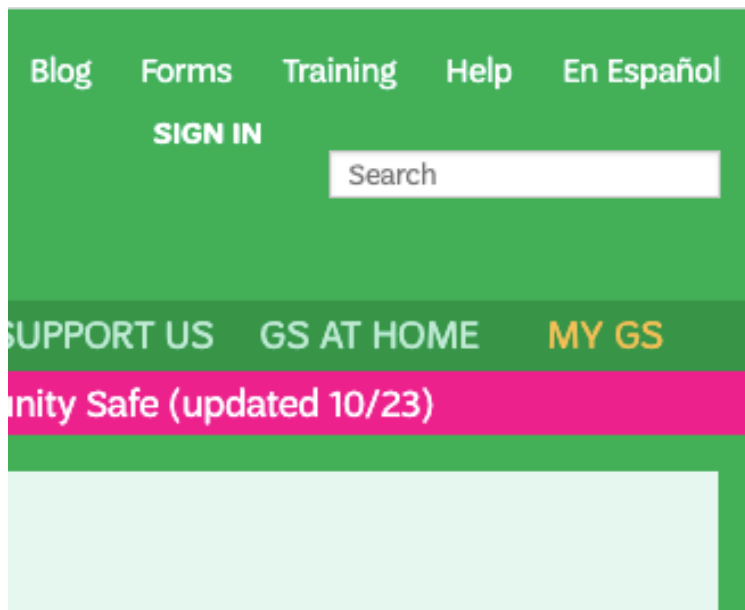 Blog Forms Training Help En Español
SIGN IN
Search
SUPPORT US GS AT HOME MY GS
unity Safe (updated 10/23)